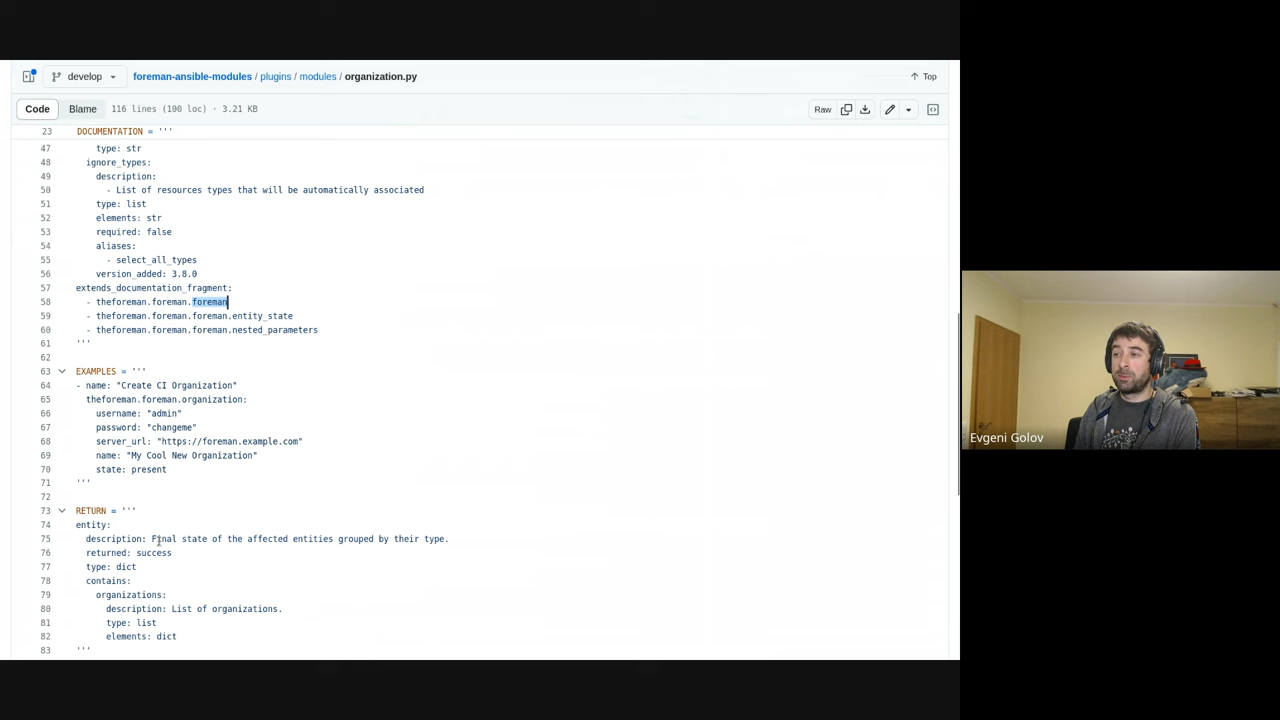 develop
foreman-ansible-modules / plugins / modules / organization.py
Top
Code
Blame
116 lines (100 loc) · 3.21 KB
Raw
23 DOCUMENTATION = '''
47 type: str
48 ignore_types:
49 description:
50 - List of resources types that will be automatically associated
51 type: list
52 elements: str
53 required: false
54 aliases:
55 - select_all_types
56 version_added: 3.8.0
57 extends_documentation_fragment:
58 - theforeman.foreman.foreman
59 - theforeman.foreman.foreman.entity_state
60 - theforeman.foreman.foreman.nested_parameters
61 '''
62
63 EXAMPLES = '''
64 - name: "Create CI Organization"
65 theforeman.foreman.organization:
66 username: "admin"
67 password: "changeme"
68 server_url: "https://foreman.example.com"
69 name: "My Cool New Organization"
70 state: present
71 '''
72
73 RETURN = '''
74 entity:
75 description: Final state of the affected entities grouped by their type.
76 returned: success
77 type: dict
78 contains:
79 organizations:
80 description: List of organizations.
81 type: list
82 elements: dict
83 '''
Evgeni Golov